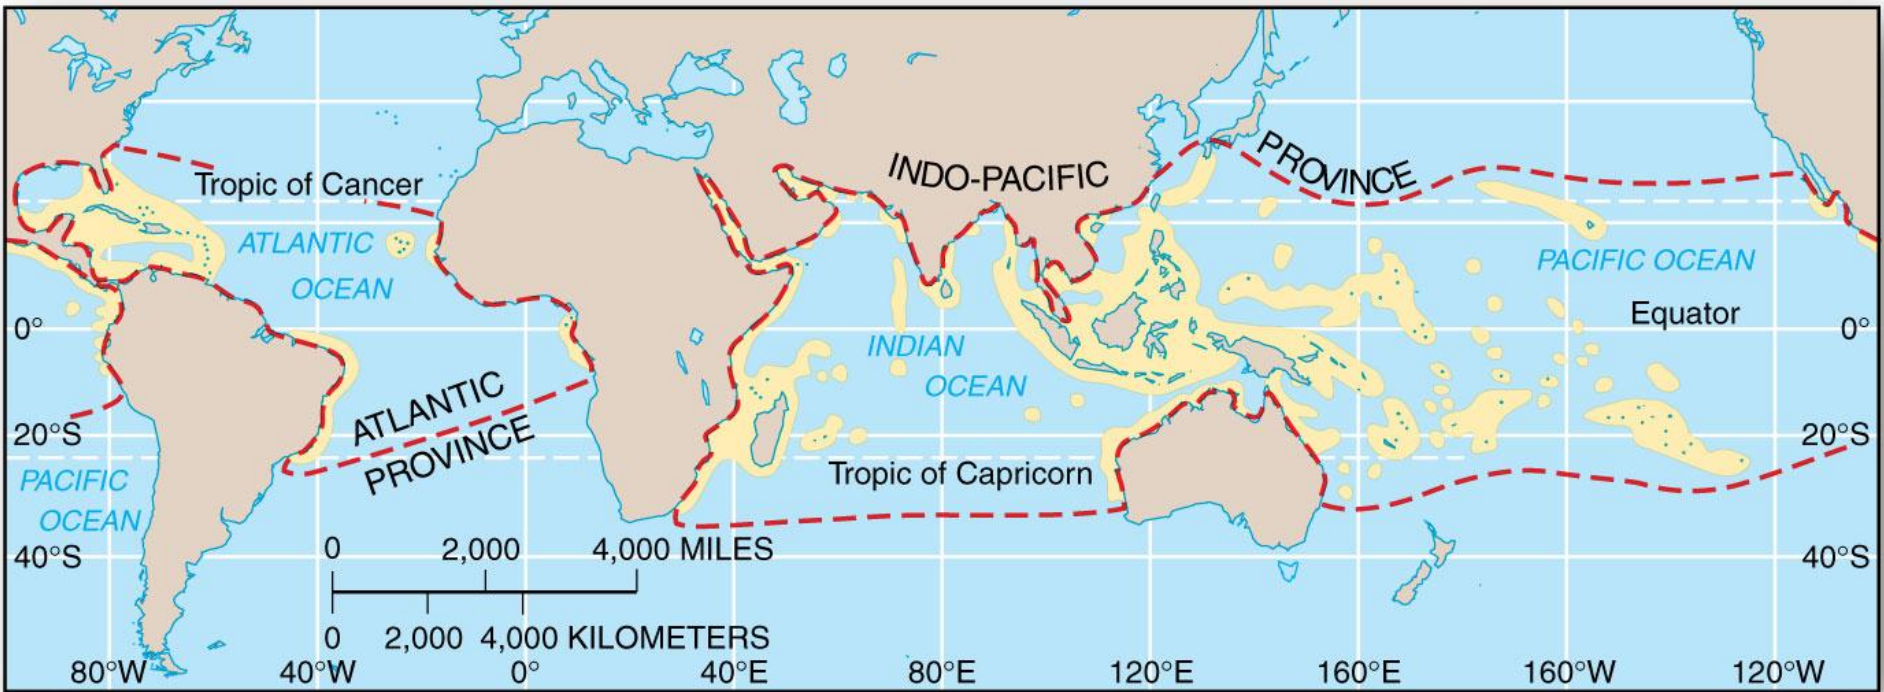 INDO-PACIFIC
PROVINCE
Tropic of Cancer
ATLANTIC
OCEAN
PACIFIC OCEAN
Equator
0°
0°
INDIAN
OCEAN
ATLANTIC
PROVINCE
20°S
20°S
Tropic of Capricorn
PACIFIC
OCEAN
0 2,000 4,000 MILES
40°S
40°S
0 2,000 4,000 KILOMETERS
80°W 40°W 0° 40°E 80°E 120°E 160°E 160°W 120°W